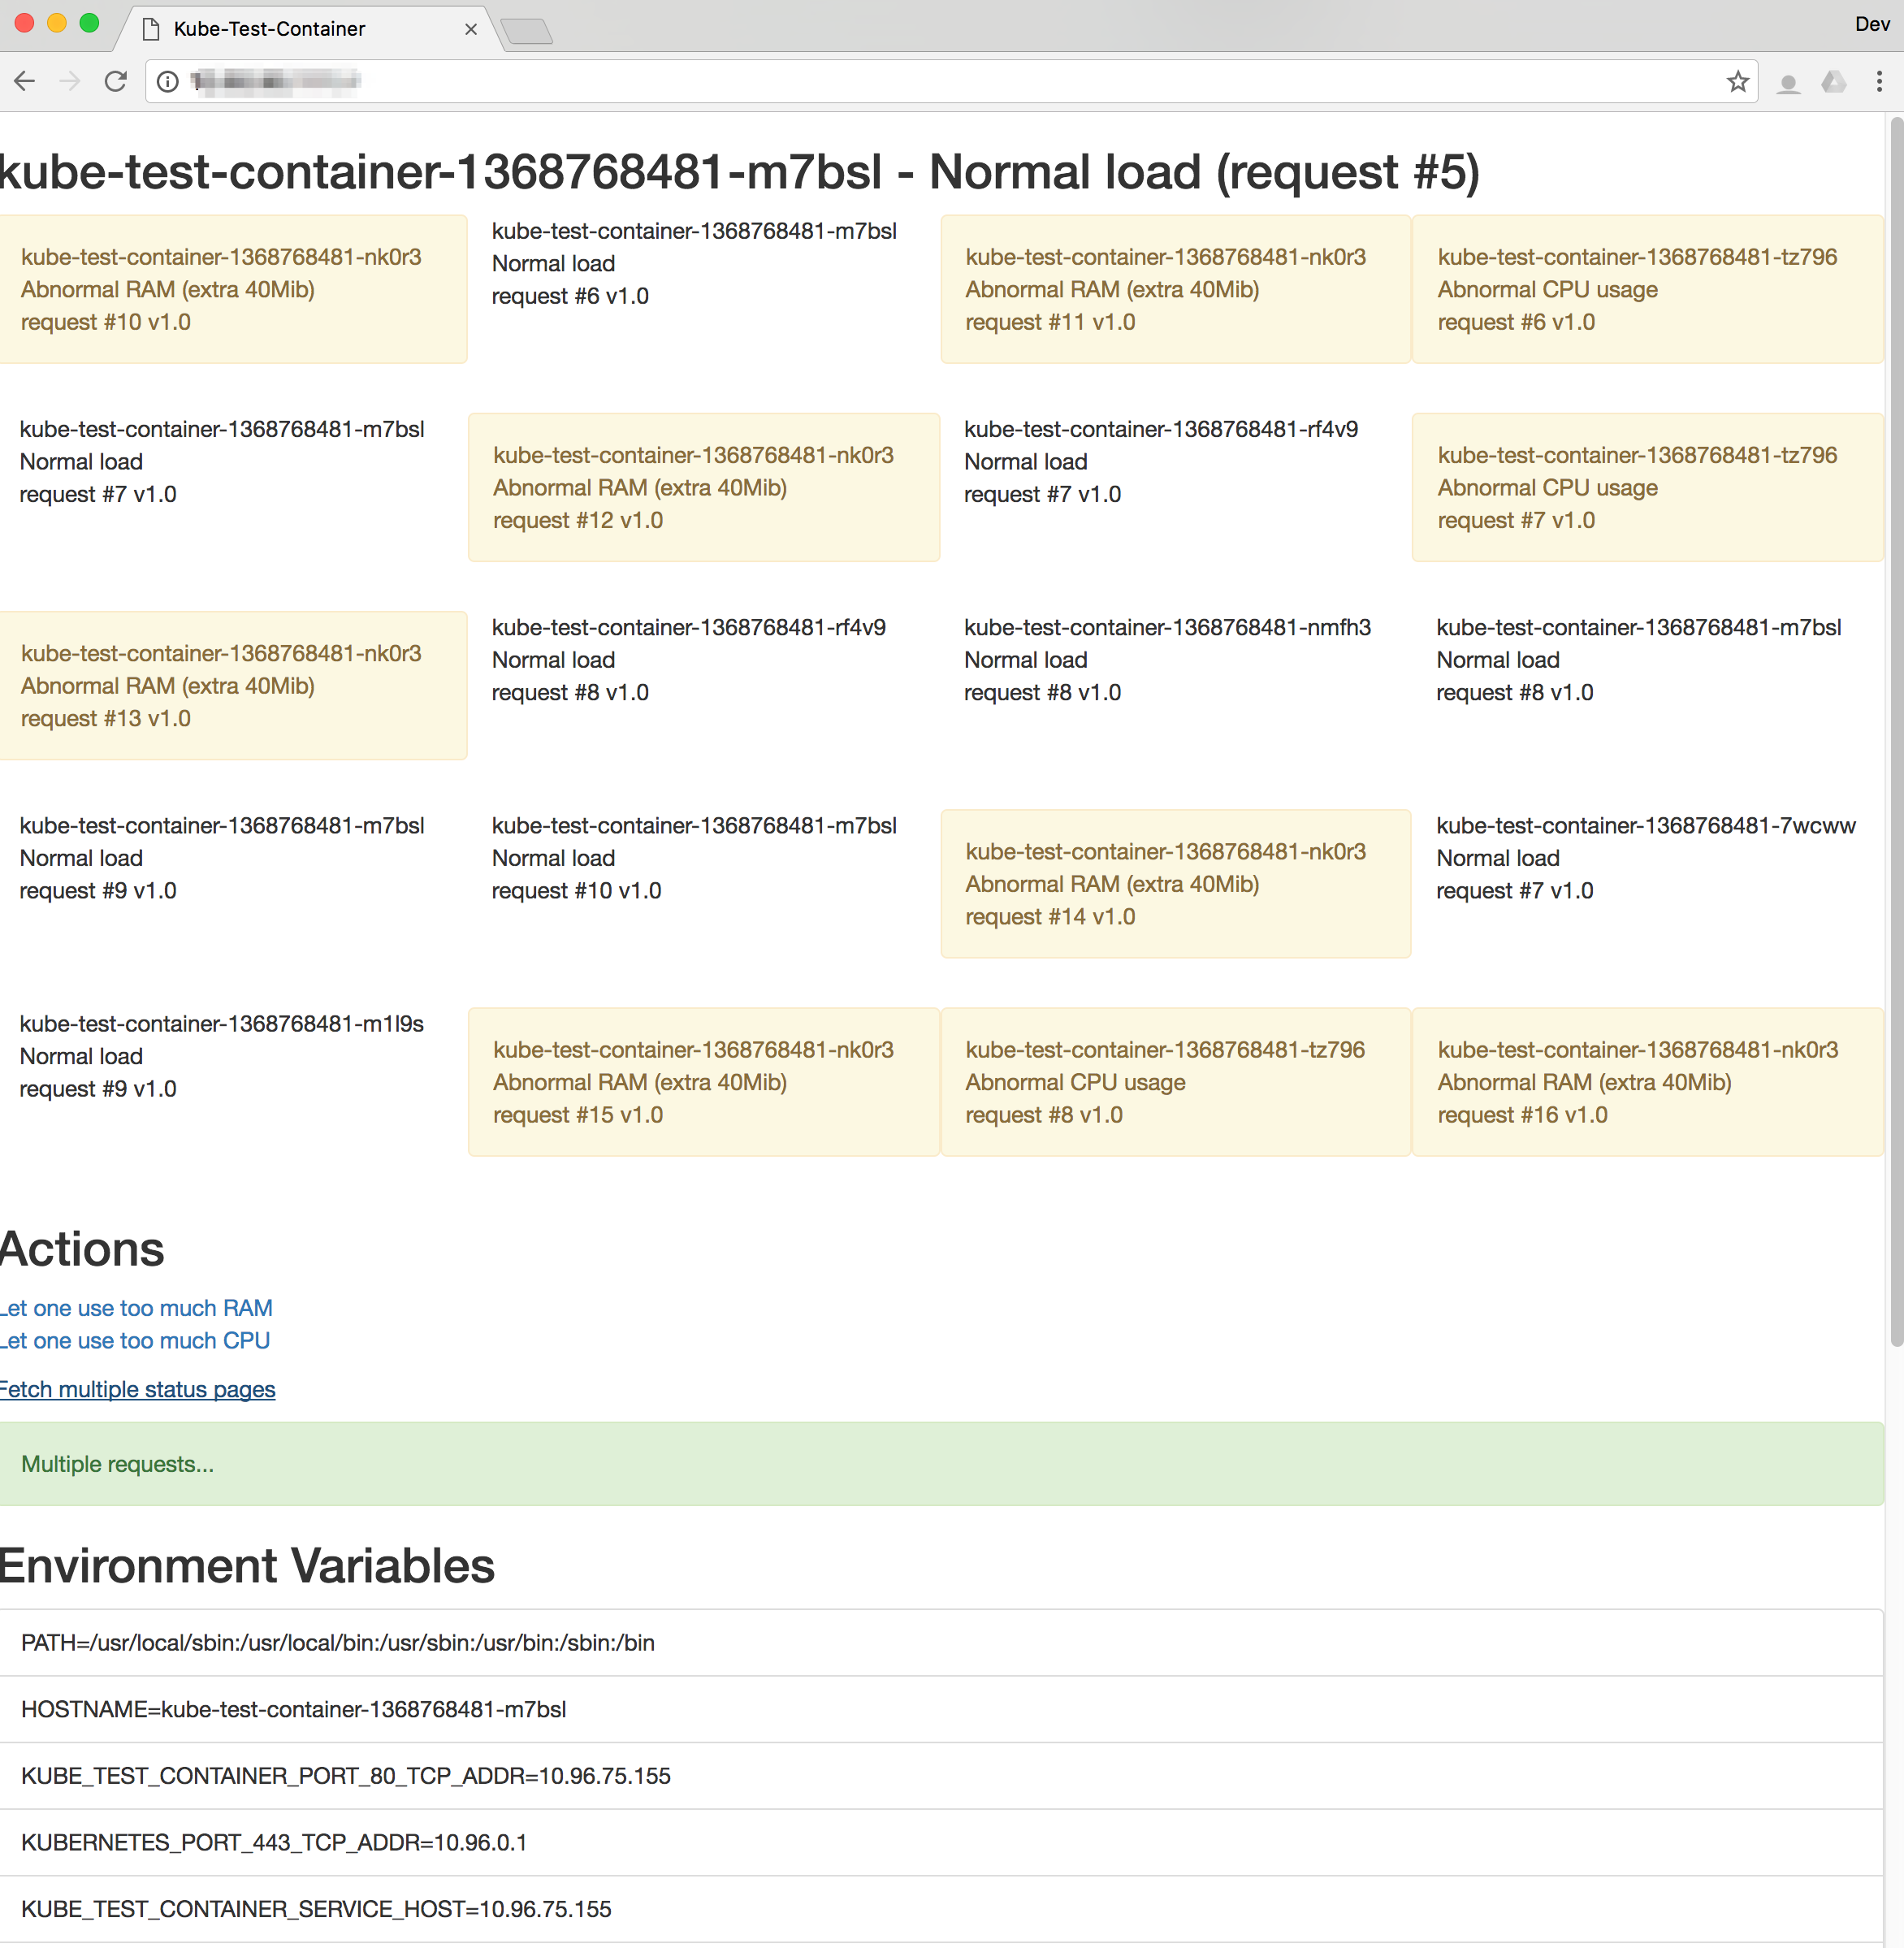 Kube-Test-Container
Dev
kube-test-container-1368768481-m7bsl - Normal load (request #5)
kube-test-container-1368768481-nk0r3
Abnormal RAM (extra 40Mib)
request #10 v1.0
kube-test-container-1368768481-m7bsl
Normal load
request #6 v1.0
kube-test-container-1368768481-nk0r3
Abnormal RAM (extra 40Mib)
request #11 v1.0
kube-test-container-1368768481-tz796
Abnormal CPU usage
request #6 v1.0
kube-test-container-1368768481-m7bsl
Normal load
request #7 v1.0
kube-test-container-1368768481-nk0r3
Abnormal RAM (extra 40Mib)
request #12 v1.0
kube-test-container-1368768481-rf4v9
Normal load
request #7 v1.0
kube-test-container-1368768481-tz796
Abnormal CPU usage
request #7 v1.0
kube-test-container-1368768481-nk0r3
Abnormal RAM (extra 40Mib)
request #13 v1.0
kube-test-container-1368768481-rf4v9
Normal load
request #8 v1.0
kube-test-container-1368768481-nmfh3
Normal load
request #8 v1.0
kube-test-container-1368768481-m7bsl
Normal load
request #8 v1.0
kube-test-container-1368768481-m7bsl
Normal load
request #9 v1.0
kube-test-container-1368768481-m7bsl
Normal load
request #10 v1.0
kube-test-container-1368768481-nk0r3
Abnormal RAM (extra 40Mib)
request #14 v1.0
kube-test-container-1368768481-7wcww
Normal load
request #7 v1.0
kube-test-container-1368768481-m1l9s
Normal load
request #9 v1.0
kube-test-container-1368768481-nk0r3
Abnormal RAM (extra 40Mib)
request #15 v1.0
kube-test-container-1368768481-tz796
Abnormal CPU usage
request #8 v1.0
kube-test-container-1368768481-nk0r3
Abnormal RAM (extra 40Mib)
request #16 v1.0
Actions
Let one use too much RAM
Let one use too much CPU
Fetch multiple status pages
Multiple requests...
Environment Variables
PATH=/usr/local/sbin:/usr/local/bin:/usr/sbin:/usr/bin:/sbin:/bin
HOSTNAME=kube-test-container-1368768481-m7bsl
KUBE_TEST_CONTAINER_PORT_80_TCP_ADDR=10.96.75.155
KUBERNETES_PORT_443_TCP_ADDR=10.96.0.1
KUBE_TEST_CONTAINER_SERVICE_HOST=10.96.75.155